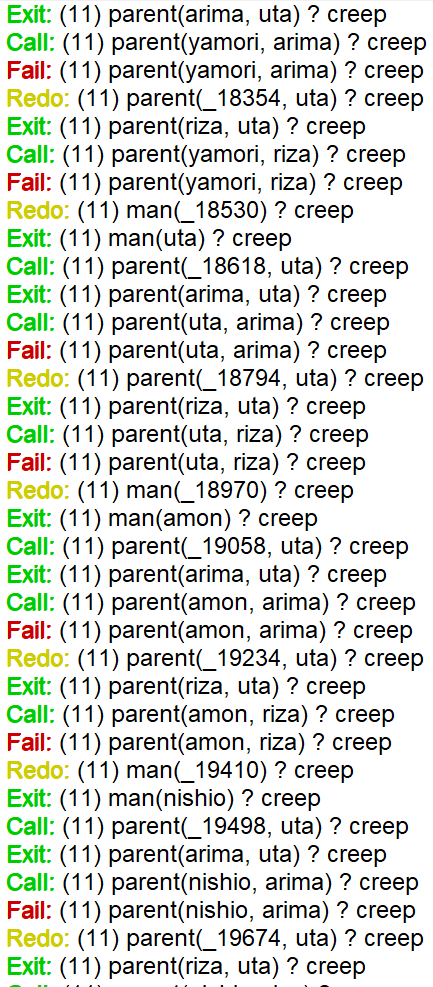 Exit: (11) parent(arima, uta) ? creep
Call: (11) parent(yamori, arima) ? creep
Fail: (11) parent(yamori, arima) ? creep
Redo: (11) parent(_18354, uta) ? creep
Exit: (11) parent(riza, uta) ? creep
Call: (11) parent(yamori, riza) ? creep
Fail: (11) parent(yamori, riza) ? creep
Redo: (11) man(_18530) ? creep
Exit: (11) man(uta) ? creep
Call: (11) parent(_18618, uta) ? creep
Exit: (11) parent(arima, uta) ? creep
Call: (11) parent(uta, arima) ? creep
Fail: (11) parent(uta, arima) ? creep
Redo: (11) parent(_18794, uta) ? creep
Exit: (11) parent(riza, uta) ? creep
Call: (11) parent(uta, riza) ? creep
Fail: (11) parent(uta, riza) ? creep
Redo: (11) man(_18970) ? creep
Exit: (11) man(amon) ? creep
Call: (11) parent(_19058, uta) ? creep
Exit: (11) parent(arima, uta) ? creep
Call: (11) parent(amon, arima) ? creep
Fail: (11) parent(amon, arima) ? creep
Redo: (11) parent(_19234, uta) ? creep
Exit: (11) parent(riza, uta) ? creep
Call: (11) parent(amon, riza) ? creep
Fail: (11) parent(amon, riza) ? creep
Redo: (11) man(_19410) ? creep
Exit: (11) man(nishio) ? creep
Call: (11) parent(_19498, uta) ? creep
Exit: (11) parent(arima, uta) ? creep
Call: (11) parent(nishio, arima) ? creep
Fail: (11) parent(nishio, arima) ? creep
Redo: (11) parent(_19674, uta) ? creep
Exit: (11) parent(riza, uta) ? creep